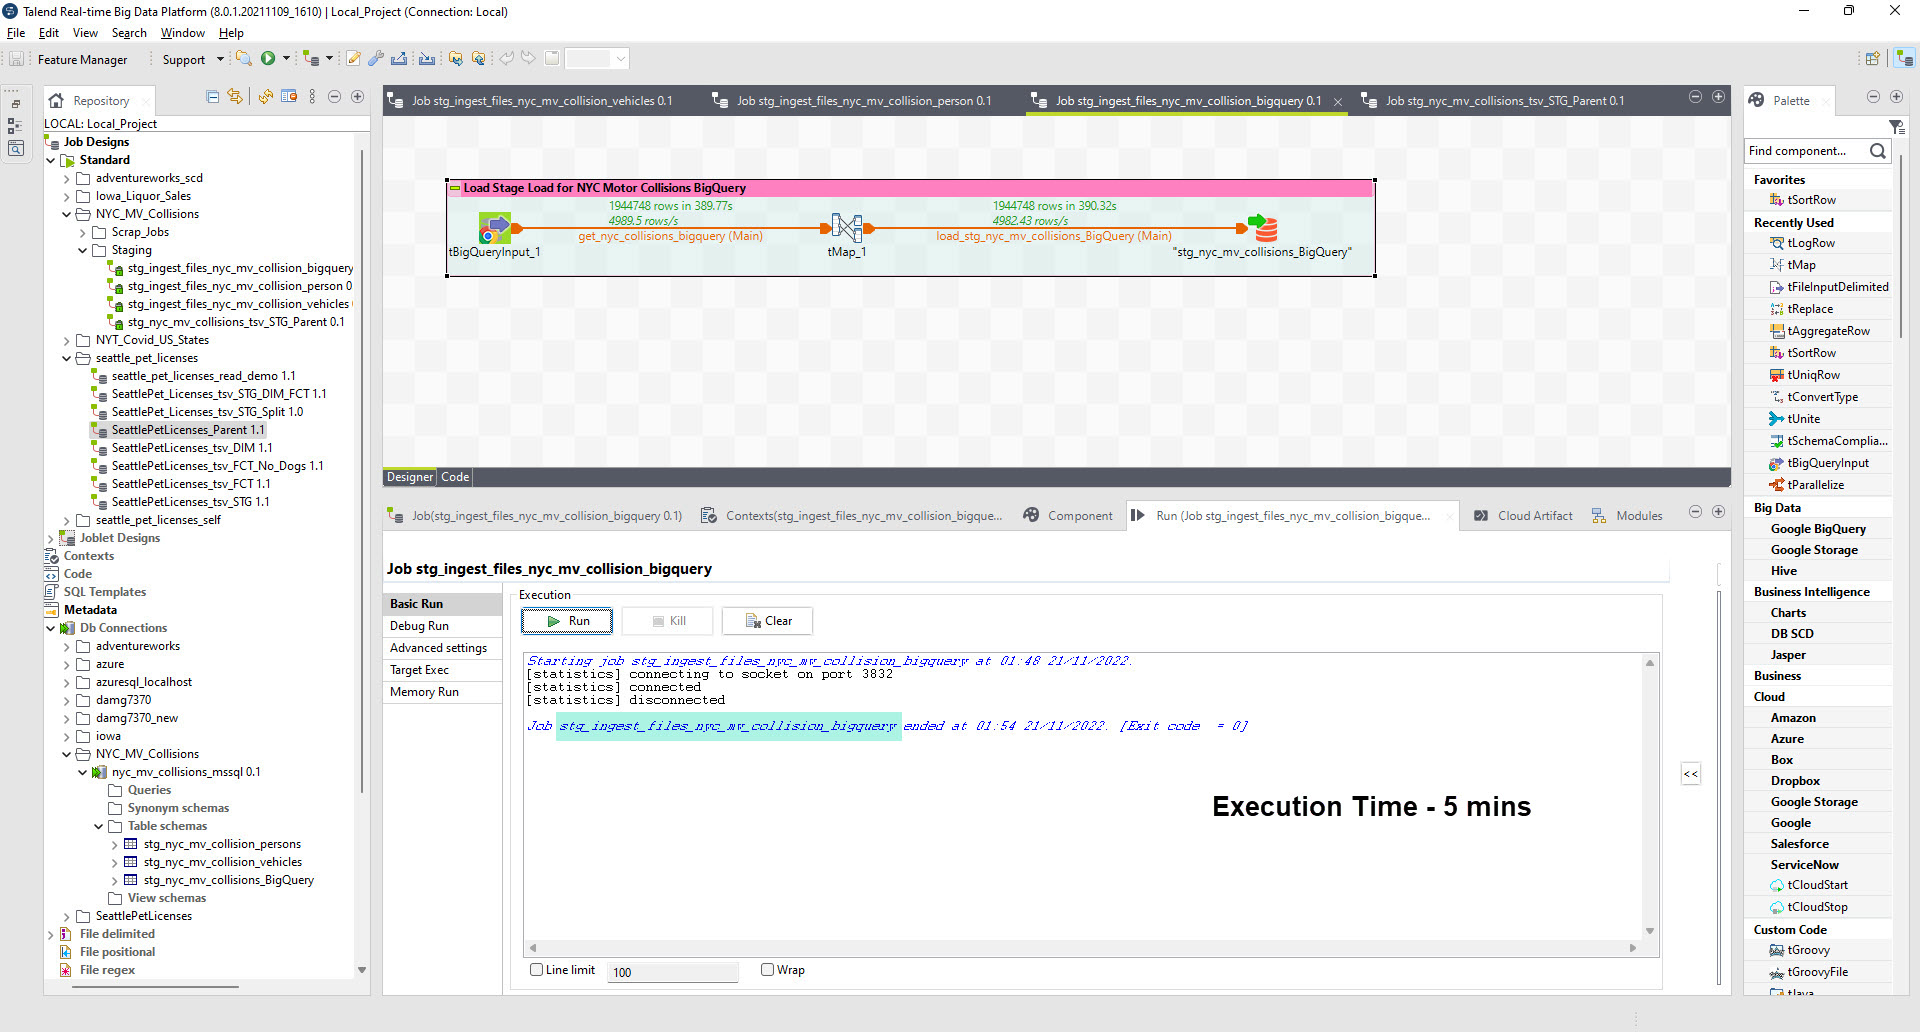 Talend Real-time Big Data Platform (8.0.1.20211109_1610) | Local_Project (Connection: Local)
File Edit View Search Window Help
Feature Manager Support
Repository
LOCAL: Local_Project
Job Designs
Standard
adventureworks_scd
Iowa_Liquor_Sales
NYC_MV_Collisions
Scrap_Jobs
Staging
stg_ingest_files_nyc_mv_collision_bigquery
stg_ingest_files_nyc_mv_collision_person 0
stg_ingest_files_nyc_mv_collision_vehicles
stg_nyc_mv_collisions_tsv_STG_Parent 0.1
NYT_Covid_US_States
seattle_pet_licenses
seattle_pet_licenses_read_demo 1.1
SeattlePet_Licenses_tsv_STG_DIM_FCT 1.1
SeattlePet_Licenses_tsv_STG_Split 1.0
SeattlePetLicenses_Parent 1.1
SeattlePetLicenses_tsv_DIM 1.1
SeattlePetLicenses_tsv_FCT_No_Dogs 1.1
SeattlePetLicenses_tsv_FCT 1.1
SeattlePetLicenses_tsv_STG 1.1
seattle_pet_licenses_self
Joblet Designs
Contexts
Code
SQL Templates
Metadata
Db Connections
adventureworks
azure
azuresql_localhost
damg7370
damg7370_new
iowa
NYC_MV_Collisions
nyc_mv_collisions_mssql 0.1
Queries
Synonym schemas
Table schemas
stg_nyc_mv_collision_persons
stg_nyc_mv_collision_vehicles
stg_nyc_mv_collisions_BigQuery
View schemas
SeattlePetLicenses
File delimited
File positional
File regex
Job stg_ingest_files_nyc_mv_collision_vehicles 0.1 Job stg_ingest_files_nyc_mv_collision_person 0.1 Job stg_ingest_files_nyc_mv_collision_bigquery 0.1 Job stg_nyc_mv_collisions_tsv_STG_Parent 0.1
Load Stage Load for NYC Motor Collisions BigQuery
1944748 rows in 389.77s 1944748 rows in 390.32s
4989.5 rows/s 4982.43 rows/s
get_nyc_collisions_bigquery (Main) load_stg_nyc_mv_collisions_BigQuery (Main)
tBigQueryInput_1 tMap_1 "stg_nyc_mv_collisions_BigQuery"
Designer Code
Job(stg_ingest_files_nyc_mv_collision_bigquery 0.1) Contexts(stg_ingest_files_nyc_mv_collision_bigque... Component Run (Job stg_ingest_files_nyc_mv_collision_bigque... Cloud Artifact Modules
Job stg_ingest_files_nyc_mv_collision_bigquery
Basic Run
Debug Run
Advanced settings
Target Exec
Memory Run
Execution
Run Kill Clear
Starting job stg_ingest_files_nyc_mv_collision_bigquery at 01:48 21/11/2022.
[statistics] connecting to socket on port 3832
[statistics] connected
[statistics] disconnected
Job stg_ingest_files_nyc_mv_collision_bigquery ended at 01:54 21/11/2022. [Exit code = 0]
Execution Time - 5 mins
<<
Line limit 100 Wrap
Palette
Find component...
Favorites
tSortRow
Recently Used
tLogRow
tMap
tFileInputDelimited
tReplace
tAggregateRow
tSortRow
tUniqRow
tConvertType
tUnite
tSchemaComplia...
tBigQueryInput
tParallelize
Big Data
Google BigQuery
Google Storage
Hive
Business Intelligence
Charts
DB SCD
Jasper
Business
Cloud
Amazon
Azure
Box
Dropbox
Google Storage
Google
Salesforce
ServiceNow
tCloudStart
tCloudStop
Custom Code
tGroovy
tGroovyFile
tJava